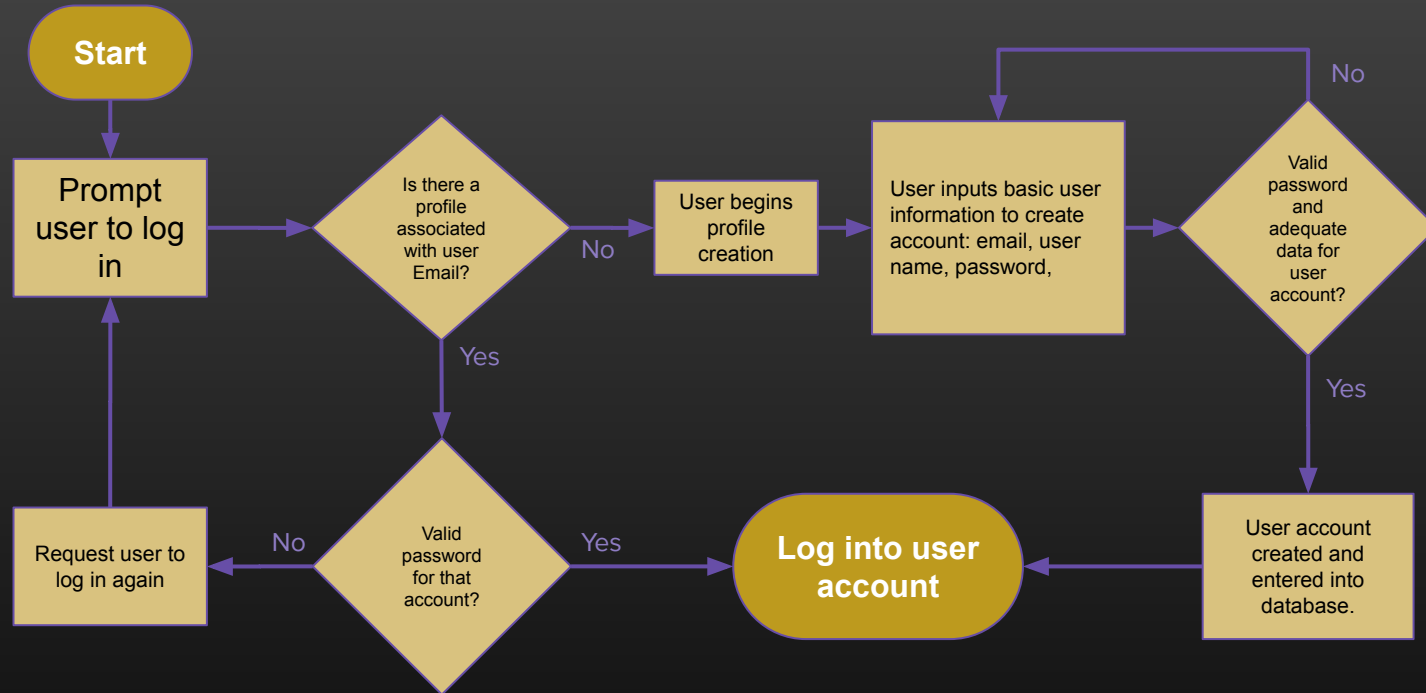 Start
Prompt
user to log
in
Is there a
profile
associated
with user
Email?
No
Yes
User begins
profile
creation
User inputs basic user
information to create
account: email, user
name, password,
No
Valid
password
and
adequate
data for
user
account?
Yes
Request user to
log in again
No
Valid
password
for that
account?
Yes
Log into user
account
User account
created and
entered into
database.